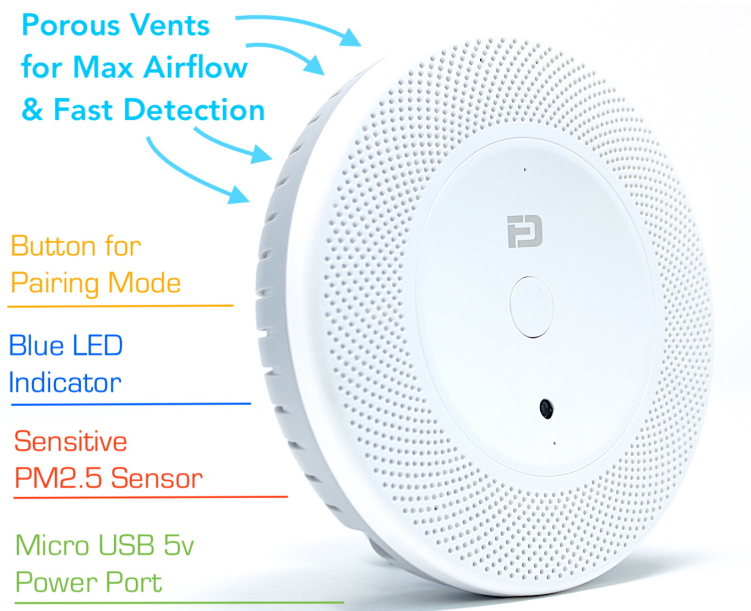 Porous Vents
for Max Airflow
& Fast Detection
Button for
Pairing Mode
Blue LED
Indicator
Sensitive
PM2.5 Sensor
Micro USB 5v
Power Port